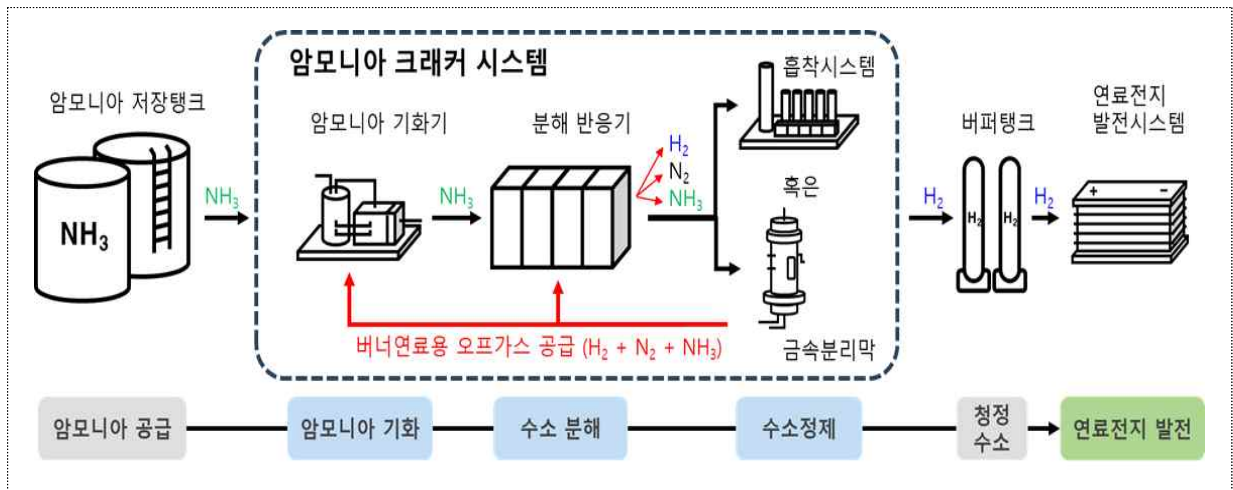 암모니아 크래커 시스템
암모니아 저장탱크
NH₃
NH₃
암모니아 기화기
NH₃
분해 반응기
H₂
N₂
NH₃
흡착시스템
혹은
금속분리막
버너연료용 오프가스 공급 (H₂ + N₂ + NH₃)
H₂
버퍼탱크
H₂
H₂
H₂
연료전지
발전시스템
+
-
암모니아 공급
암모니아 기화
수소 분해
수소정제
청정
수소
연료전지 발전